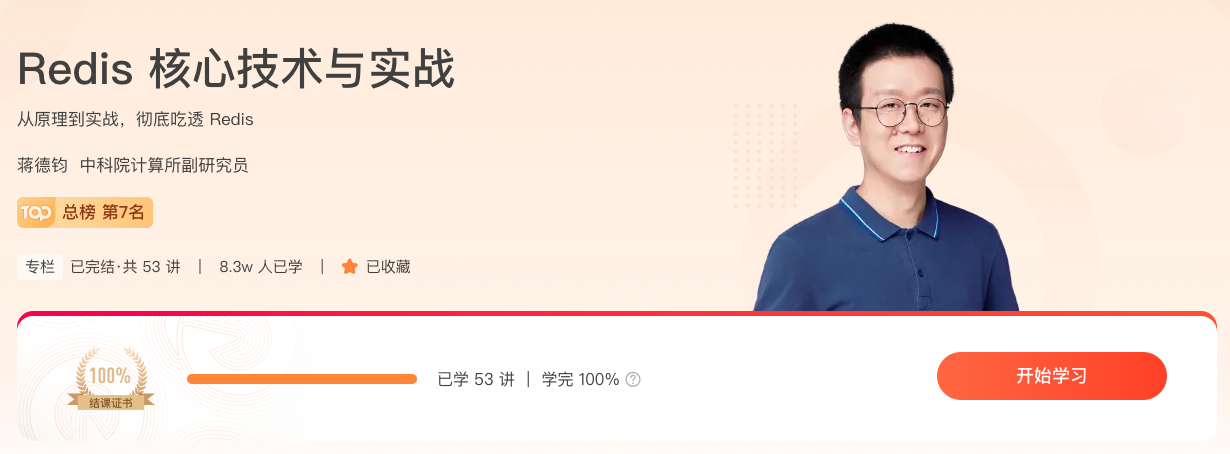 Redis 核心技术与实战
从原理到实战，彻底吃透 Redis
蒋德钧 中科院计算所副研究员
TOP 总榜 第7名
专栏 已完结·共 53 讲 | 8.3w 人已学 | 已收藏
100%
结课证书
已学 53 讲 | 学完 100% ?
开始学习